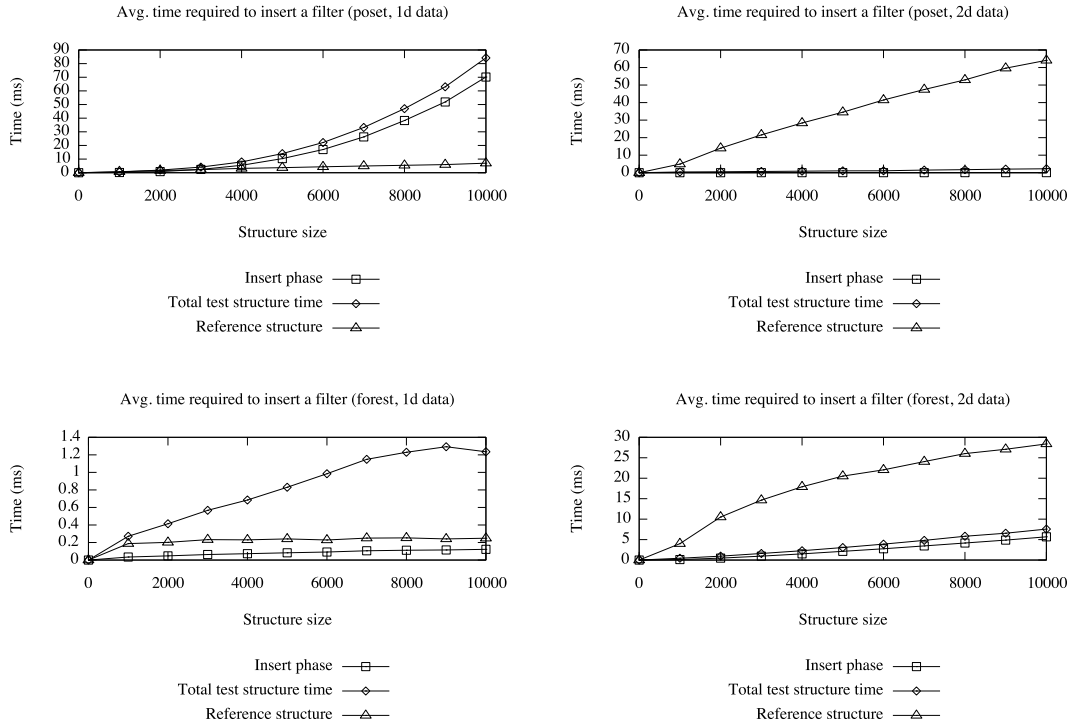 Avg. time required to insert a filter (poset, 1d data)
Time (ms)
90
80
70
60
50
40
30
20
10
0
0 2000 4000 6000 8000 10000
Structure size
Insert phase
Total test structure time
Reference structure
Avg. time required to insert a filter (poset, 2d data)
Time (ms)
70
60
50
40
30
20
10
0
0 2000 4000 6000 8000 10000
Structure size
Insert phase
Total test structure time
Reference structure
Avg. time required to insert a filter (forest, 1d data)
Time (ms)
1.4
1.2
1
0.8
0.6
0.4
0.2
0
0 2000 4000 6000 8000 10000
Structure size
Insert phase
Total test structure time
Reference structure
Avg. time required to insert a filter (forest, 2d data)
Time (ms)
30
25
20
15
10
5
0
0 2000 4000 6000 8000 10000
Structure size
Insert phase
Total test structure time
Reference structure